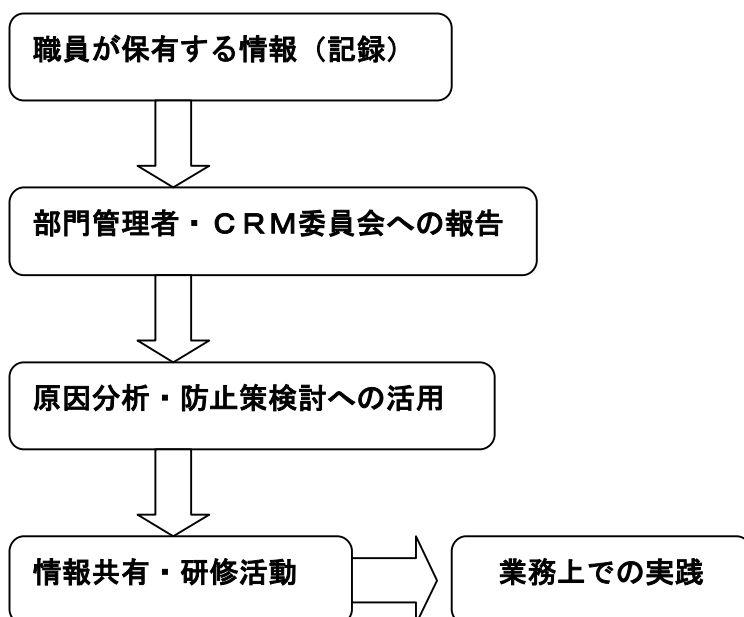 職員が保有する情報（記録）
部門管理者・ＣＲＭ委員会への報告
原因分析・防止策検討への活用
情報共有・研修活動
業務上での実践